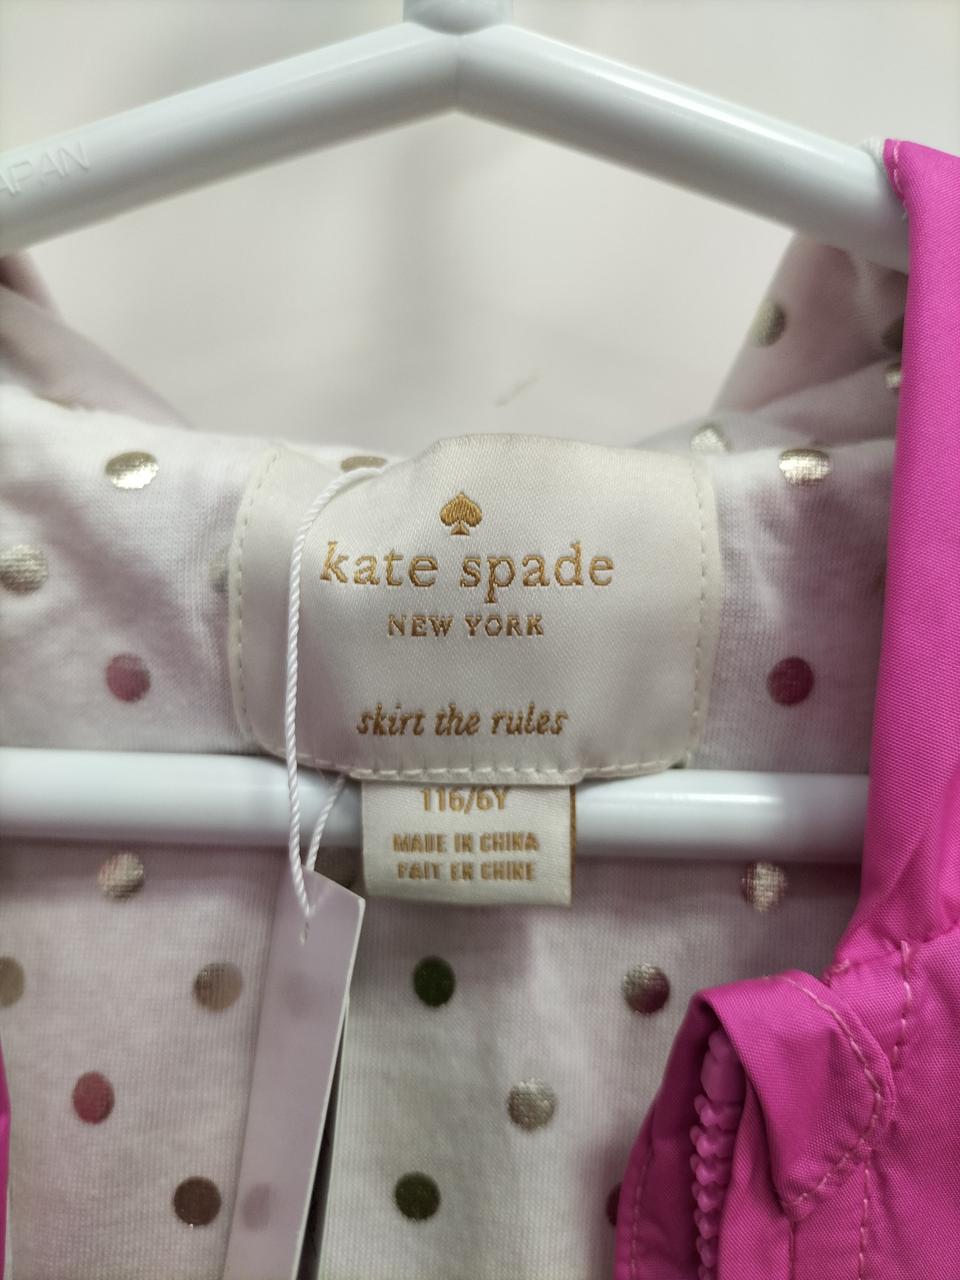 kate spade
NEW YORK
skirt the rules
116/6Y
MADE IN CHINA
FAIT EN CHINE